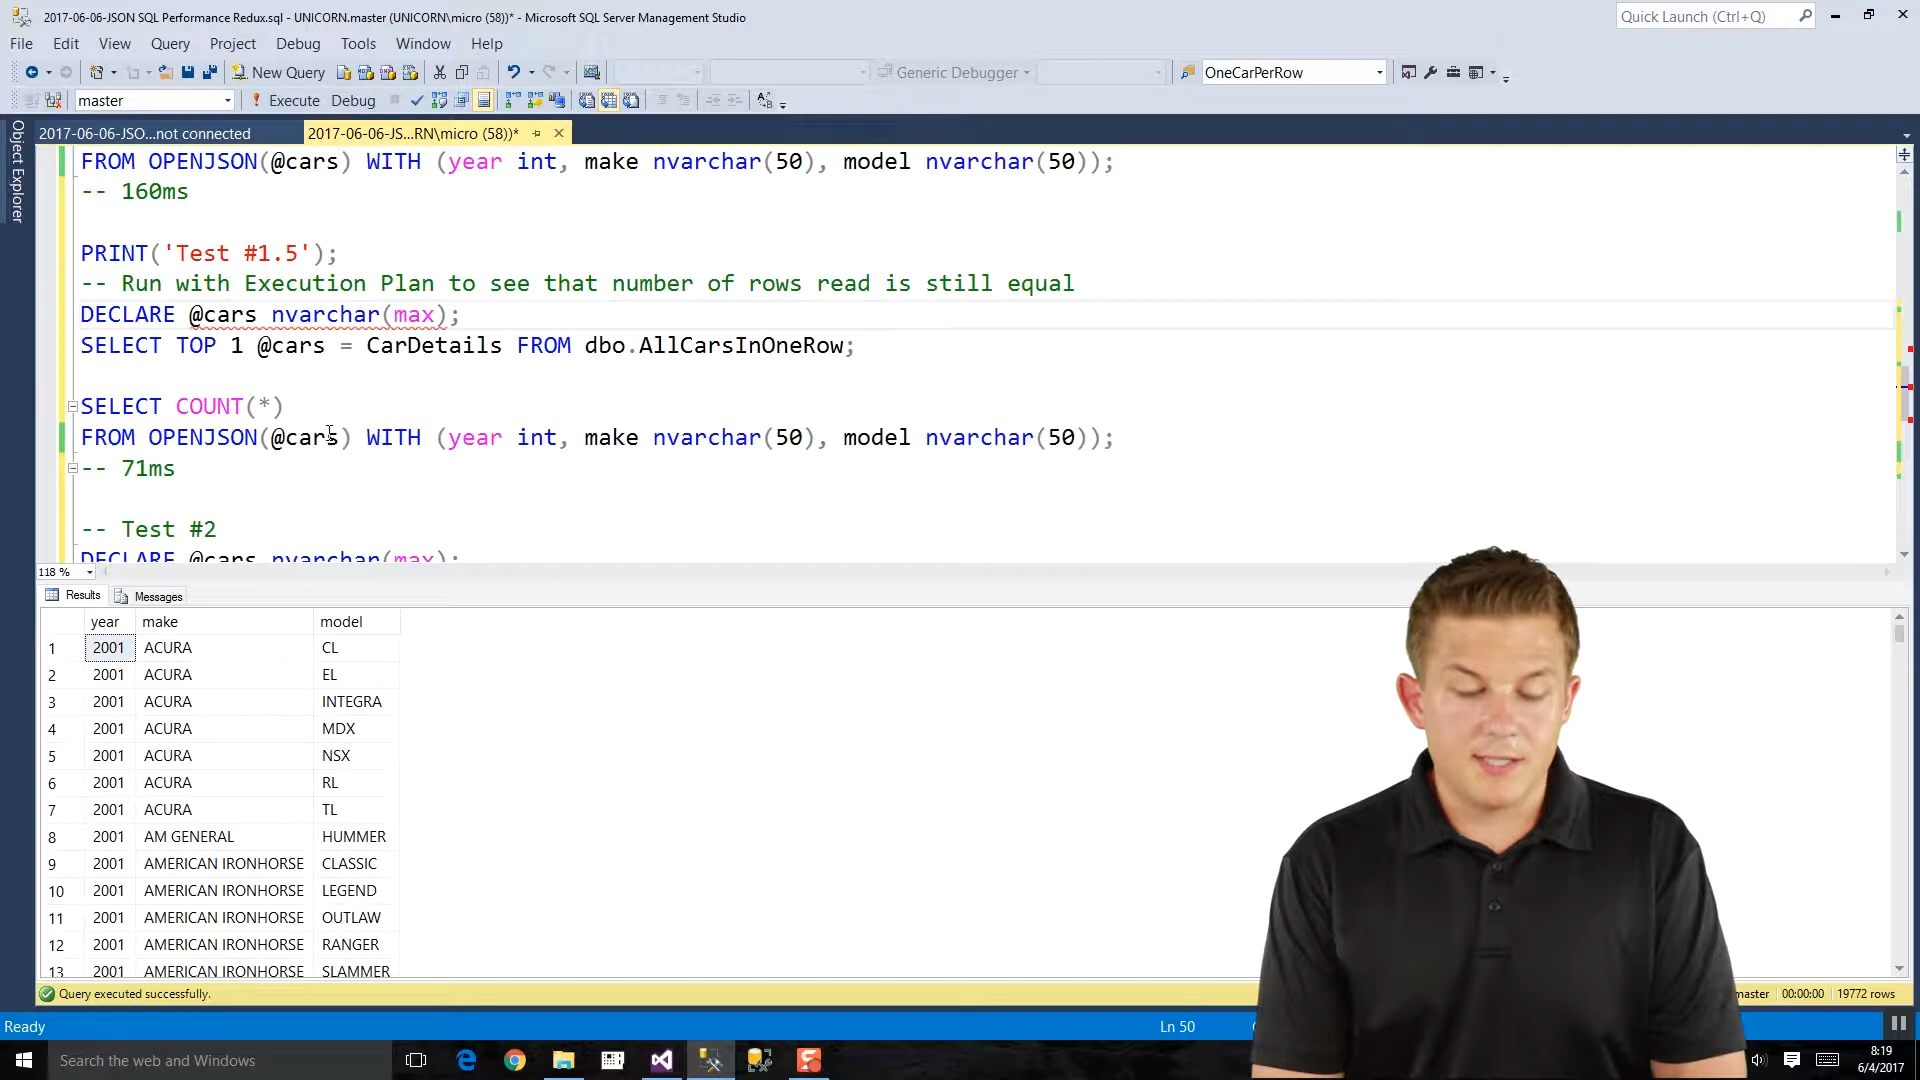 2017-06-06-JSON SQL Performance Redux.sql - UNICORN.master (UNICORN\micro (58))* - Microsoft SQL Server Management Studio
Quick Launch (Ctrl+Q)
File Edit View Query Project Debug Tools Window Help
New Query
Generic Debugger
OneCarPerRow
master
Execute Debug
2017-06-06-JSO...not connected
2017-06-06-JS...RN\micro (58))*
Object Explorer
FROM OPENJSON(@cars) WITH (year int, make nvarchar(50), model nvarchar(50));
-- 160ms
PRINT('Test #1.5');
-- Run with Execution Plan to see that number of rows read is still equal
DECLARE @cars nvarchar(max);
SELECT TOP 1 @cars = CarDetails FROM dbo.AllCarsInOneRow;
SELECT COUNT(*)
FROM OPENJSON(@cars) WITH (year int, make nvarchar(50), model nvarchar(50));
-- 71ms
-- Test #2
DECLARE @cars nvarchar(max);
118 %
Results Messages
year make model
1 2001 ACURA CL
2 2001 ACURA EL
3 2001 ACURA INTEGRA
4 2001 ACURA MDX
5 2001 ACURA NSX
6 2001 ACURA RL
7 2001 ACURA TL
8 2001 AM GENERAL HUMMER
9 2001 AMERICAN IRONHORSE CLASSIC
10 2001 AMERICAN IRONHORSE LEGEND
11 2001 AMERICAN IRONHORSE OUTLAW
12 2001 AMERICAN IRONHORSE RANGER
13 2001 AMERICAN IRONHORSE SLAMMER
Query executed successfully.
master 00:00:00 19772 rows
Ready
Ln 50
Search the web and Windows
8:19
6/4/2017